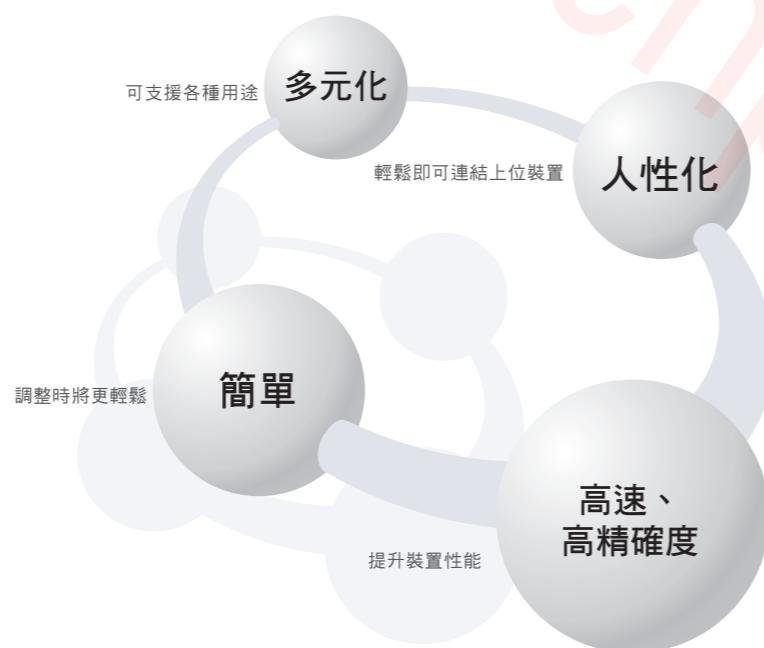 多元化
可支援各種用途
人性化
輕鬆即可連結上位裝置
簡單
調整時將更輕鬆
高速、
高精確度
提升裝置性能